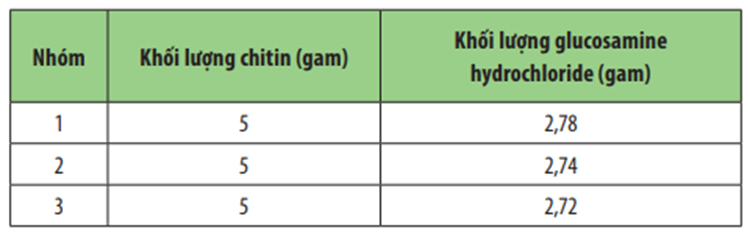 Nhóm
Khối lượng chitin (gam)
Khối lượng glucosamine
hydrochloride (gam)
1 5 2,78
2 5 2,74
3 5 2,72